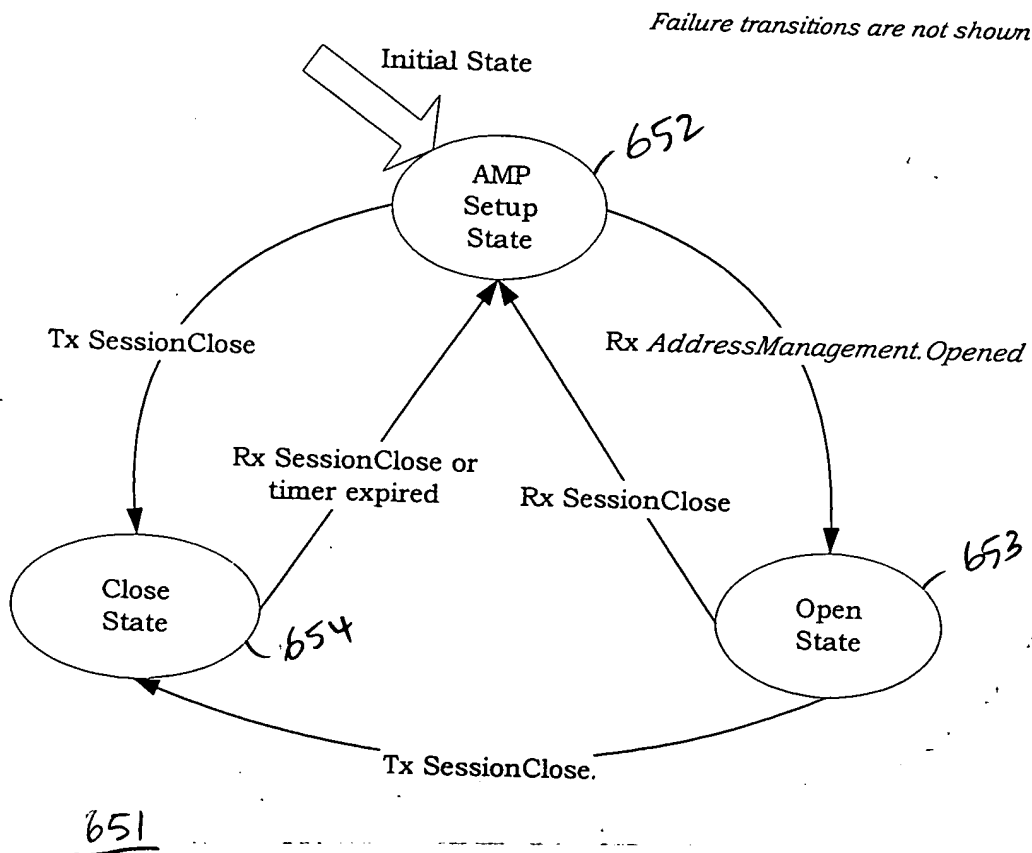 Failure transitions are not shown
Initial State
652
AMP
Setup
State
Tx SessionClose
Rx AddressManagement.Opened
Rx SessionClose or
timer expired
Rx SessionClose
653
Close
State
654
Open
State
Tx SessionClose.
651